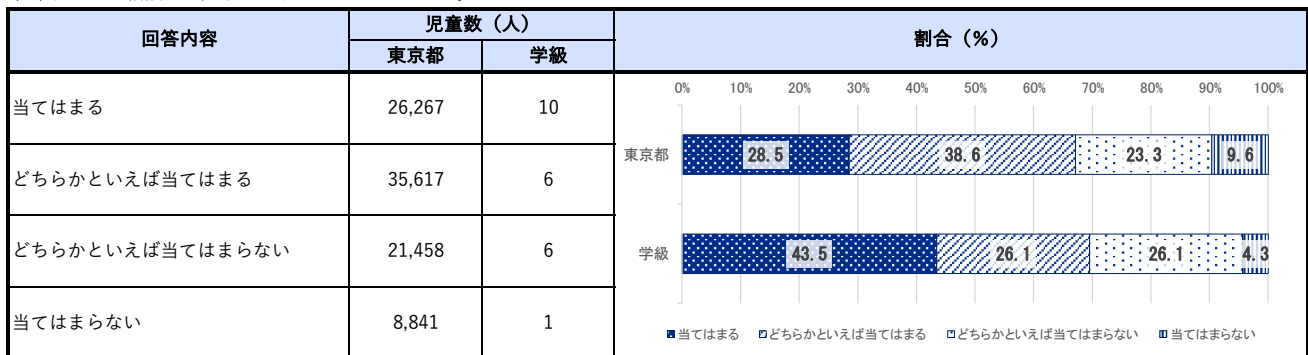 回答内容 児童数（人） 割合（％）
東京都 学級
当てはまる 26,267 10
どちらかといえば当てはまる 35,617 6
どちらかといえば当てはまらない 21,458 6
当てはまらない 8,841 1
0% 10% 20% 30% 40% 50% 60% 70% 80% 90% 100%
東京都 28.5 38.6 23.3 9.6
学級 43.5 26.1 26.1 4.3
当てはまる どちらかといえば当てはまる どちらかといえば当てはまらない 当てはまらない